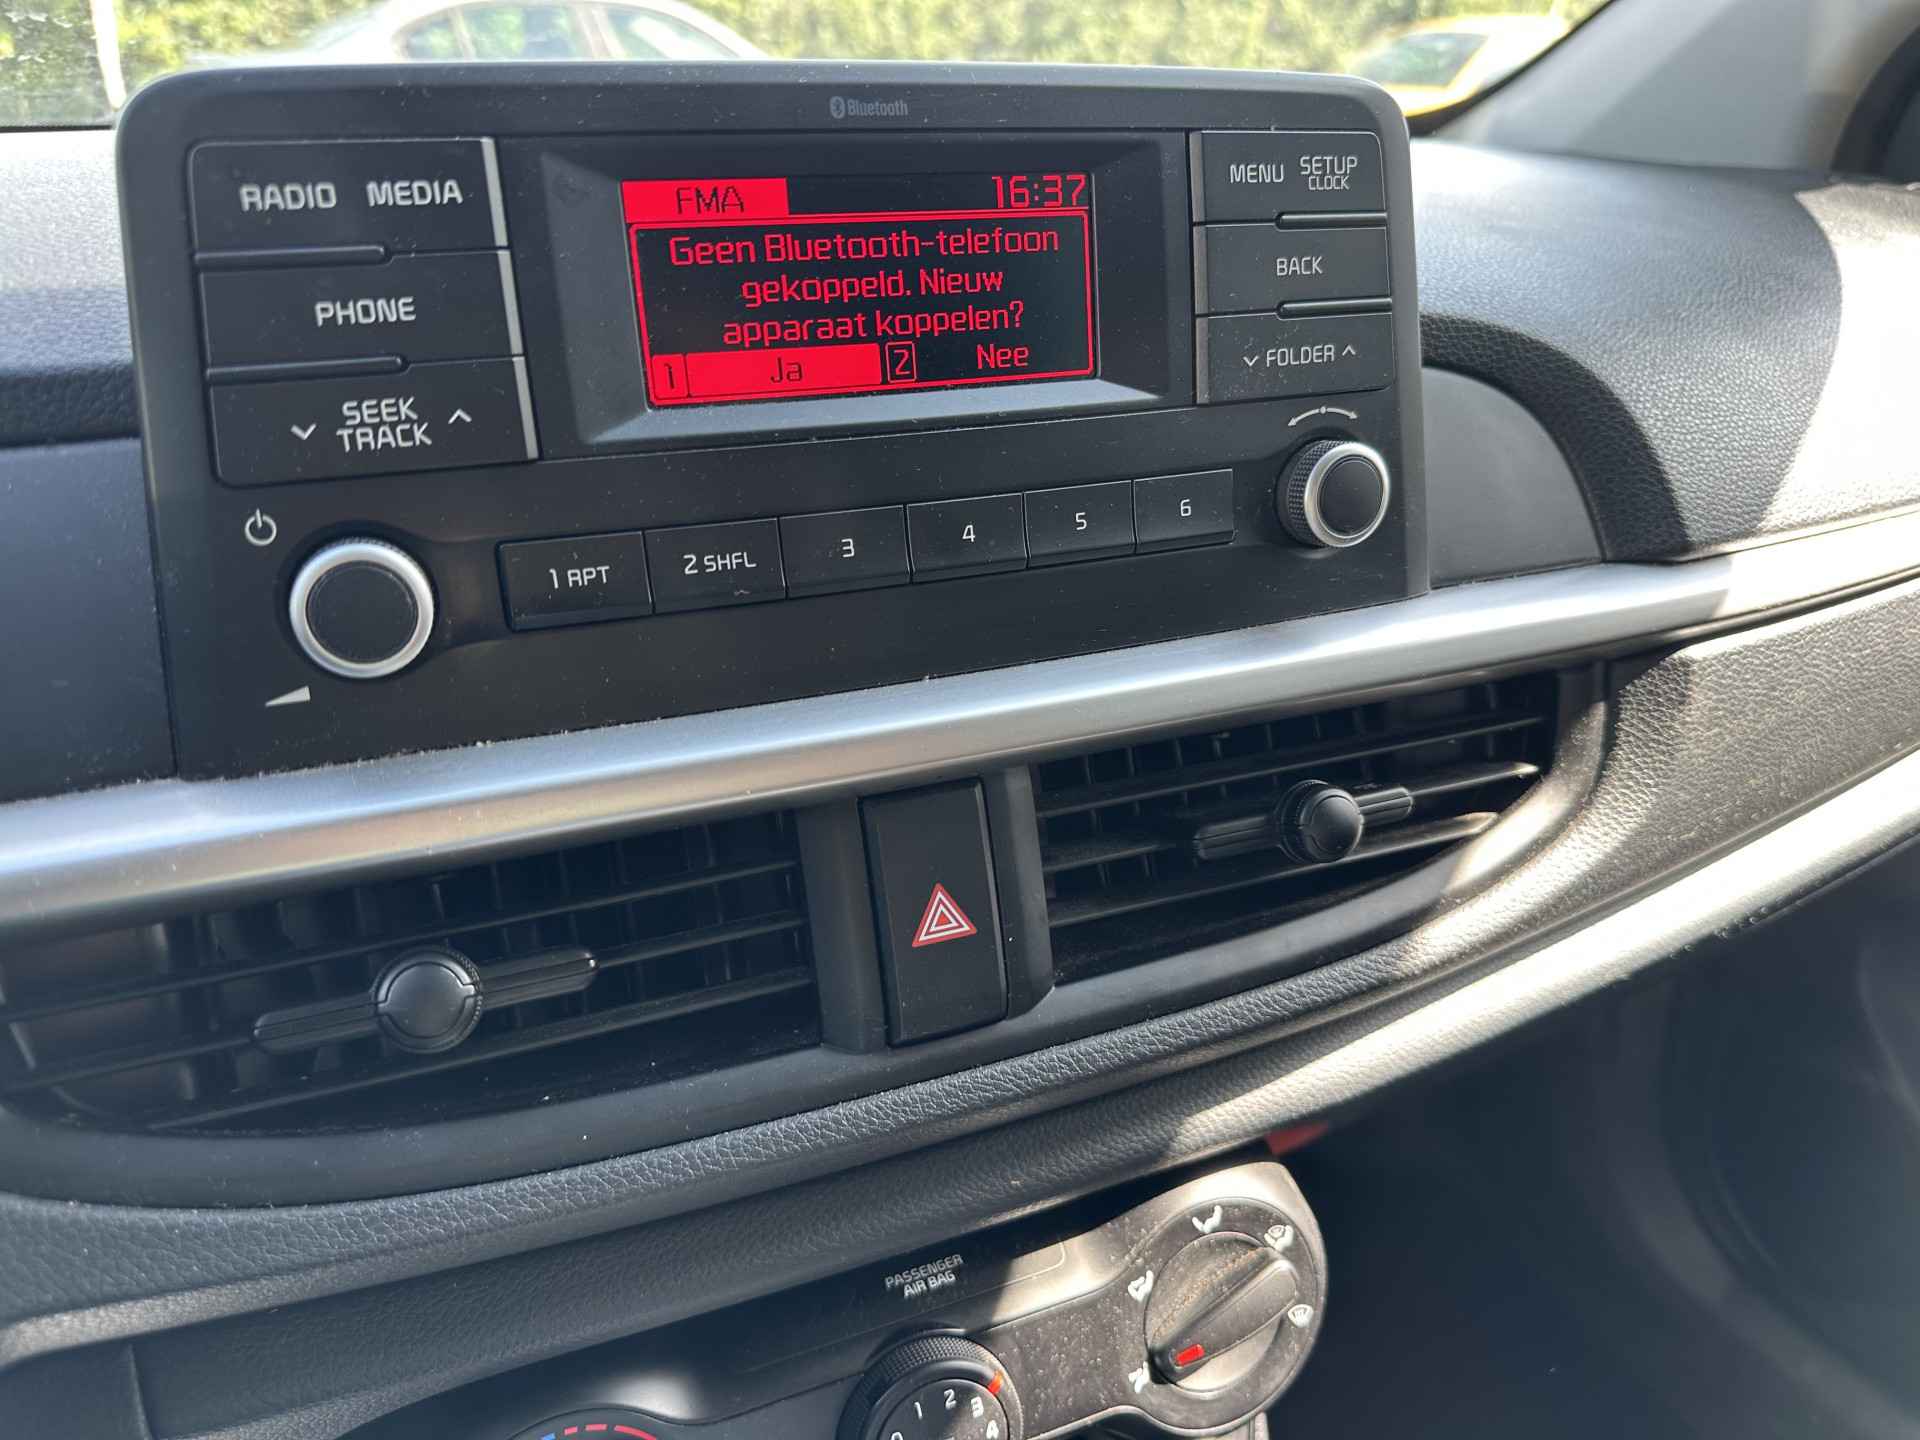 Bluetooth
RADIO MEDIA
PHONE
SEEK
TRACK
FMA 16:37
Geen Bluetooth-telefoon
gekoppeld. Nieuw
apparaat koppelen?
1 Ja 2 Nee
MENU SETUP
CLOCK
BACK
FOLDER
1 RPT 2 SHFL 3 4 5 6
PASSENGER
AIR BAG
0 1 2 3 4